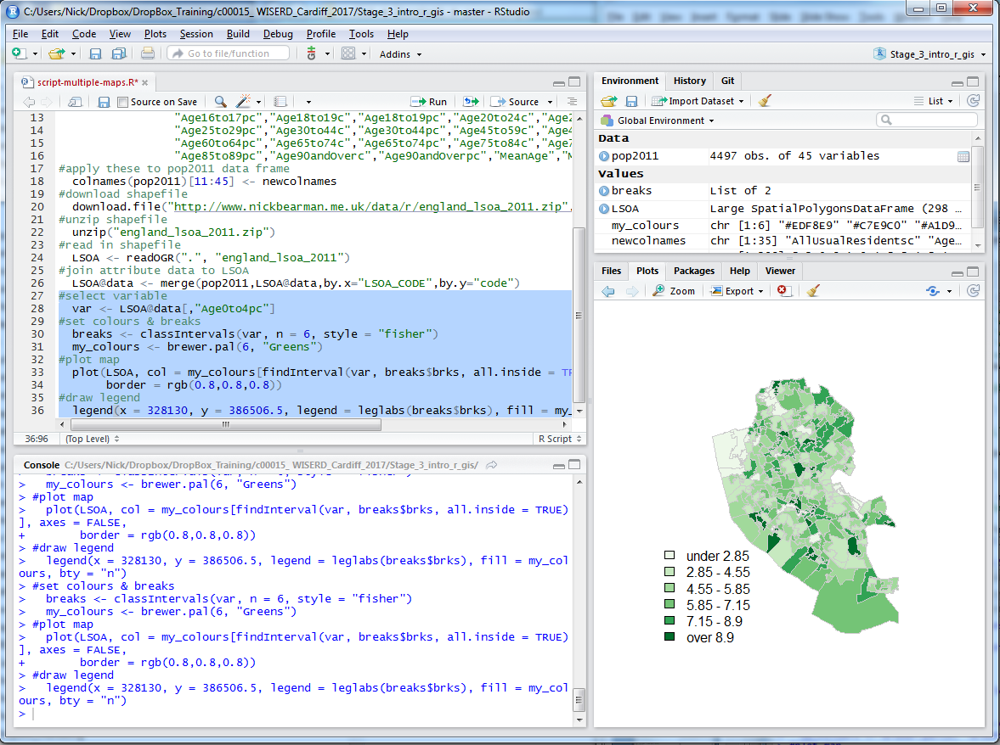 C:/Users/Nick/Dropbox/DropBox_Training/c00015_ WISERD_Cardiff_2017/Stage_3_intro_r_gis - master - RStudio
File Edit Code View Plots Session Build Debug Profile Tools Help
Go to file/function Addins Stage_3_intro_r_gis
script-multiple-maps.R*
Source on Save Run Source
13 "Age16to17pc","Age18to19c","Age18to19pc","Age20to24c","Age2
14 "Age25to29pc","Age30to44c","Age30to44pc","Age45to59c","Age4
15 "Age60to64pc","Age65to74c","Age65to74pc","Age75to84c","Age7
16 "Age85to89pc","Age90andOverc","Age90andOverpc","MeanAge","M
17 #apply these to pop2011 data frame
18 colnames(pop2011)[11:45] <- newcolnames
19 #download shapefile
20 download.file("http://www.nickbearman.me.uk/data/r/england_lsoa_2011.zip",
21 #unzip shapefile
22 unzip("england_lsoa_2011.zip")
23 #read in shapefile
24 LSOA <- readOGR(".", "england_lsoa_2011")
25 #join attribute data to LSOA
26 LSOA@data <- merge(pop2011,LSOA@data,by.x="LSOA_CODE",by.y="code")
27 #select variable
28 var <- LSOA@data[,"Age0to4pc"]
29 #set colours & breaks
30 breaks <- classIntervals(var, n = 6, style = "fisher")
31 my_colours <- brewer.pal(6, "Greens")
32 #plot map
33 plot(LSOA, col = my_colours[findInterval(var, breaks$brks, all.inside = TR
34 border = rgb(0.8,0.8,0.8))
35 #draw legend
36 legend(x = 328130, y = 386506.5, legend = leglabs(breaks$brks), fill = my_
36:96 (Top Level) R Script
Console C:/Users/Nick/Dropbox/DropBox_Training/c00015_ WISERD_Cardiff_2017/Stage_3_intro_r_gis/
> my_colours <- brewer.pal(6, "Greens")
> #plot map
> plot(LSOA, col = my_colours[findInterval(var, breaks$brks, all.inside = TRUE)
], axes = FALSE,
+ border = rgb(0.8,0.8,0.8))
> #draw legend
> legend(x = 328130, y = 386506.5, legend = leglabs(breaks$brks), fill = my_col
ours, bty = "n")
> #set colours & breaks
> breaks <- classIntervals(var, n = 6, style = "fisher")
> my_colours <- brewer.pal(6, "Greens")
> #plot map
> plot(LSOA, col = my_colours[findInterval(var, breaks$brks, all.inside = TRUE)
], axes = FALSE,
+ border = rgb(0.8,0.8,0.8))
> #draw legend
> legend(x = 328130, y = 386506.5, legend = leglabs(breaks$brks), fill = my_col
ours, bty = "n")
>
Environment History Git
Import Dataset List
Global Environment
Data
pop2011 4497 obs. of 45 variables
Values
breaks List of 2
LSOA Large SpatialPolygonsDataFrame (298 …
my_colours chr [1:6] "#EDF8E9" "#C7E9C0" "#A1D9…
newcolnames chr [1:35] "AllUsualResidentsc" "Age…
Files Plots Packages Help Viewer
Zoom Export
under 2.85
2.85 - 4.55
4.55 - 5.85
5.85 - 7.15
7.15 - 8.9
over 8.9